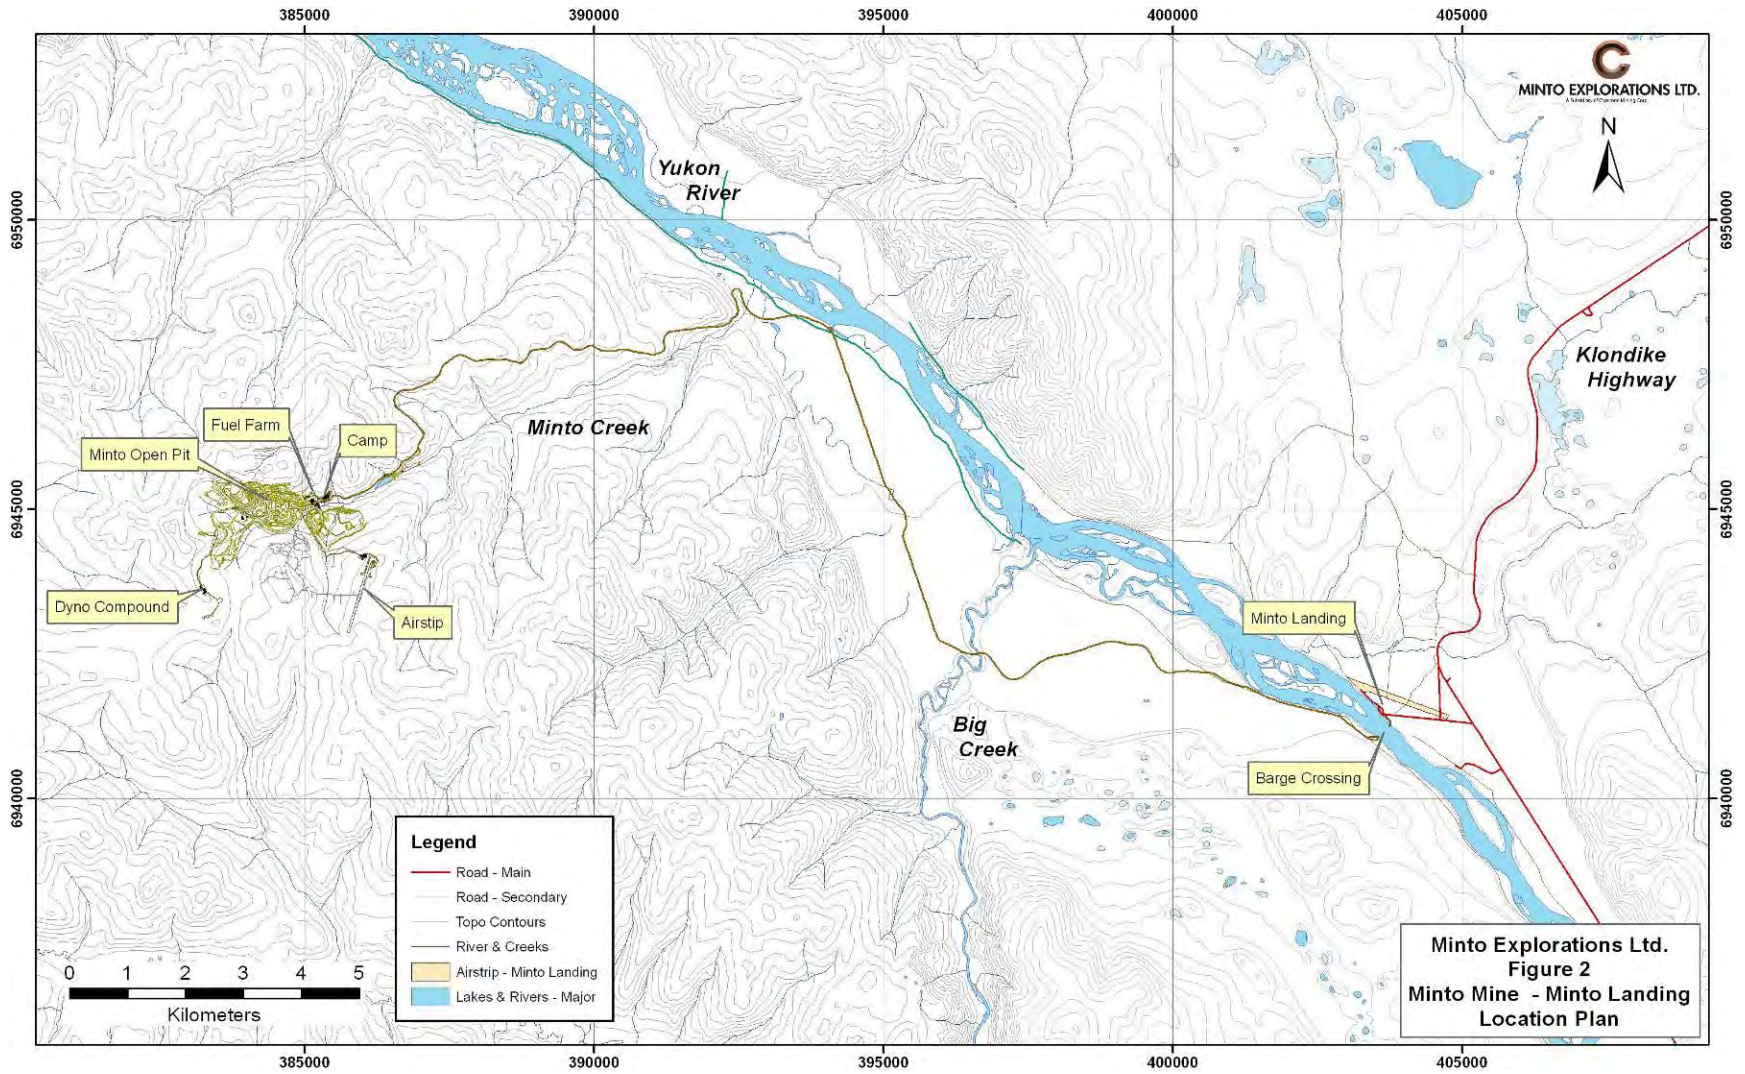 385000
390000
395000
400000
405000
MINTO EXPLORATIONS LTD.
N
Yukon
River
6950000
6950000
Klondike
Highway
Fuel Farm
Camp
Minto Creek
Minto Open Pit
6945000
6945000
Dyno Compound
Airstip
Minto Landing
Big
Creek
Barge Crossing
6940000
6940000
Legend
Road - Main
Road - Secondary
Topo Contours
River & Creeks
Airstrip - Minto Landing
Lakes & Rivers - Major
0 1 2 3 4 5
Kilometers
Minto Explorations Ltd.
Figure 2
Minto Mine - Minto Landing
Location Plan
385000
390000
395000
400000
405000